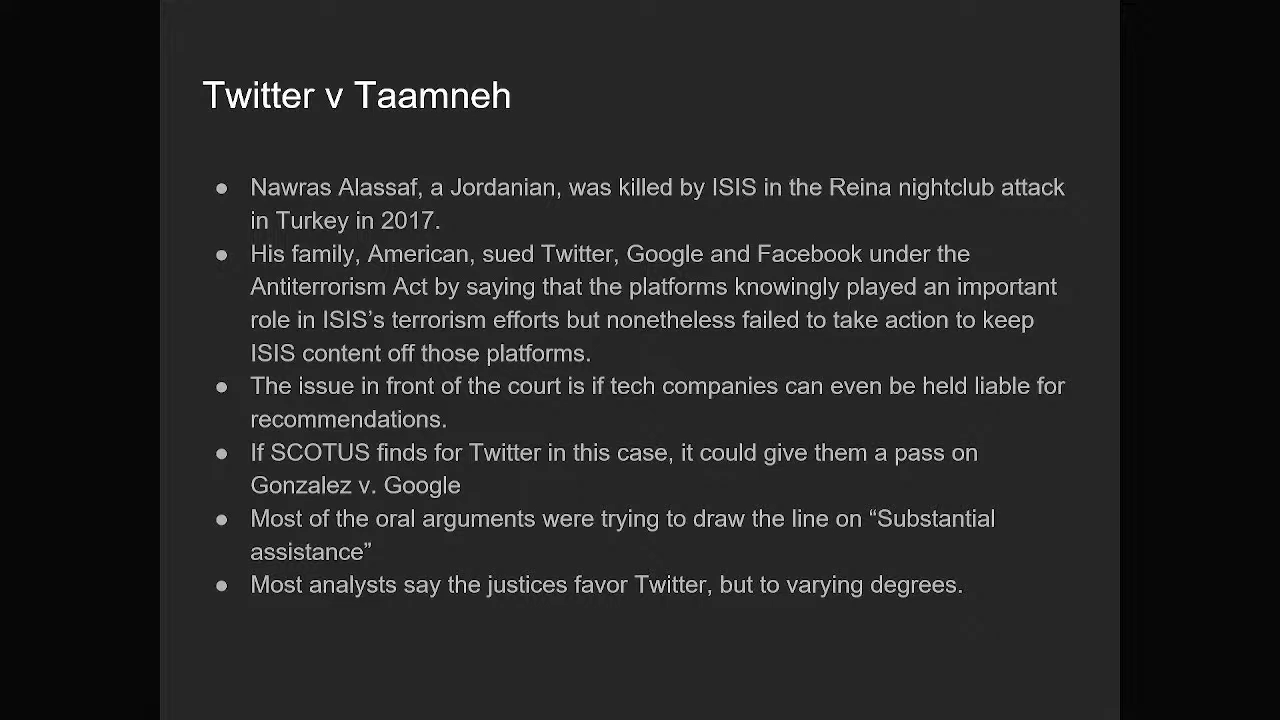 Twitter v Taamneh
● Nawras Alassaf, a Jordanian, was killed by ISIS in the Reina nightclub attack
in Turkey in 2017.
● His family, American, sued Twitter, Google and Facebook under the
Antiterrorism Act by saying that the platforms knowingly played an important
role in ISIS’s terrorism efforts but nonetheless failed to take action to keep
ISIS content off those platforms.
● The issue in front of the court is if tech companies can even be held liable for
recommendations.
● If SCOTUS finds for Twitter in this case, it could give them a pass on
Gonzalez v. Google
● Most of the oral arguments were trying to draw the line on “Substantial
assistance”
● Most analysts say the justices favor Twitter, but to varying degrees.